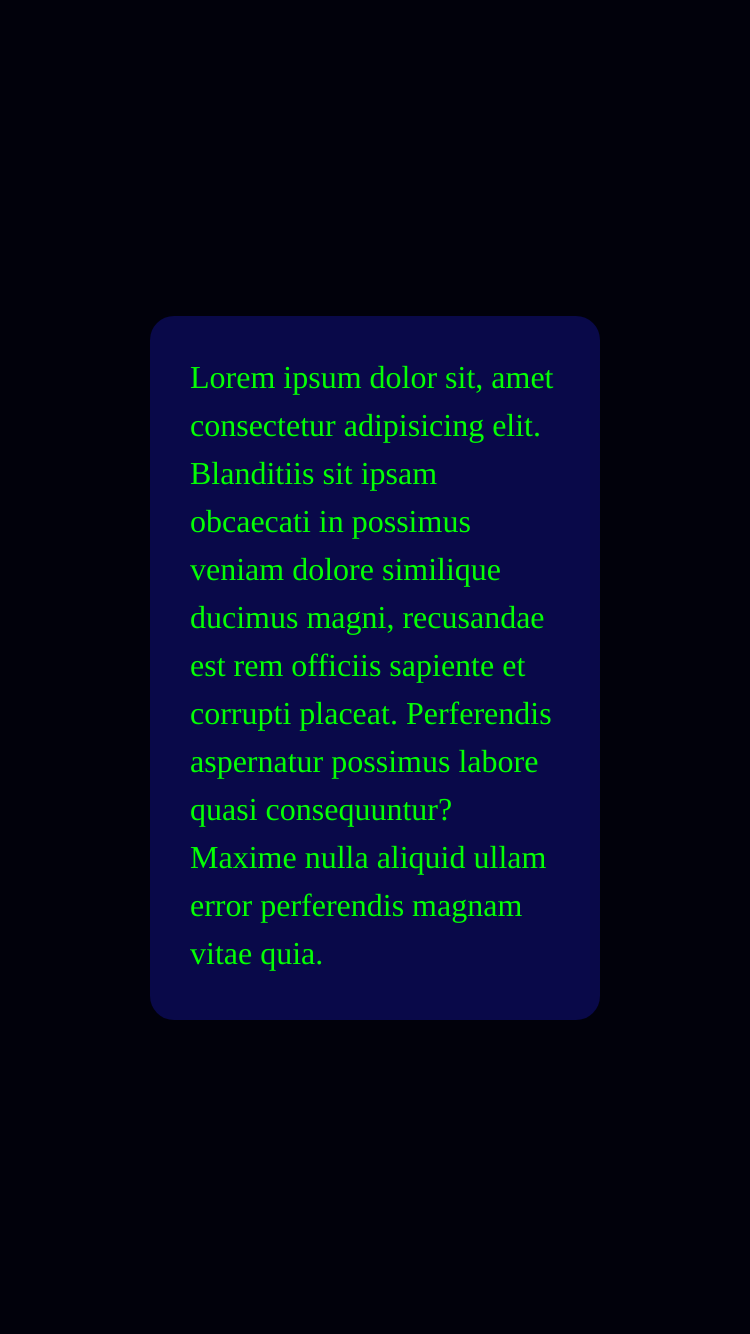 Lorem ipsum dolor sit, amet
consectetur adipisicing elit.
Blanditiis sit ipsam
obcaecati in possimus
veniam dolore similique
ducimus magni, recusandae
est rem officiis sapiente et
corrupti placeat. Perferendis
aspernatur possimus labore
quasi consequuntur?
Maxime nulla aliquid ullam
error perferendis magnam
vitae quia.